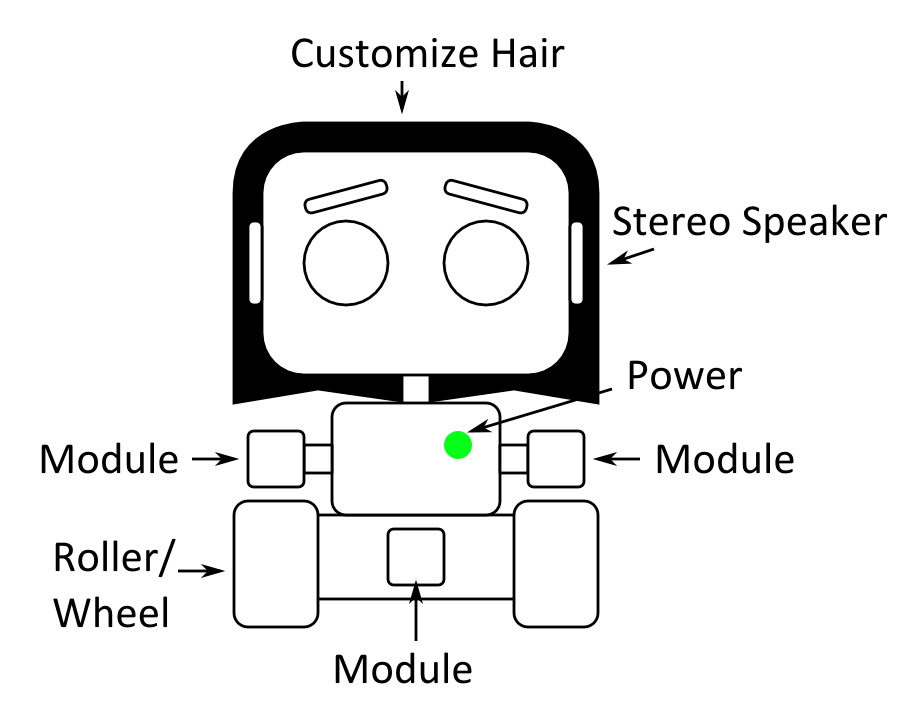 Customize Hair
Stereo Speaker
Power
Module
Module
Roller/
Wheel
Module